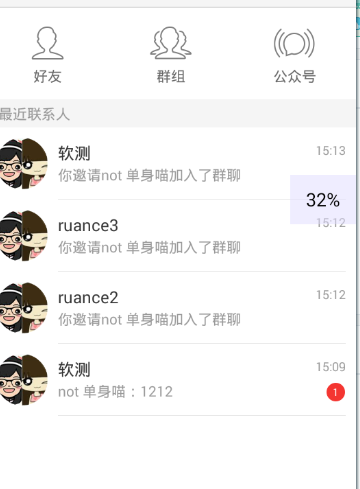 好友 群组 公众号
最近联系人
软测 15:13
你邀请not 单身喵加入了群聊
32%
ruance3 15:12
你邀请not 单身喵加入了群聊
ruance2 15:12
你邀请not 单身喵加入了群聊
软测 15:09
not 单身喵：1212 1